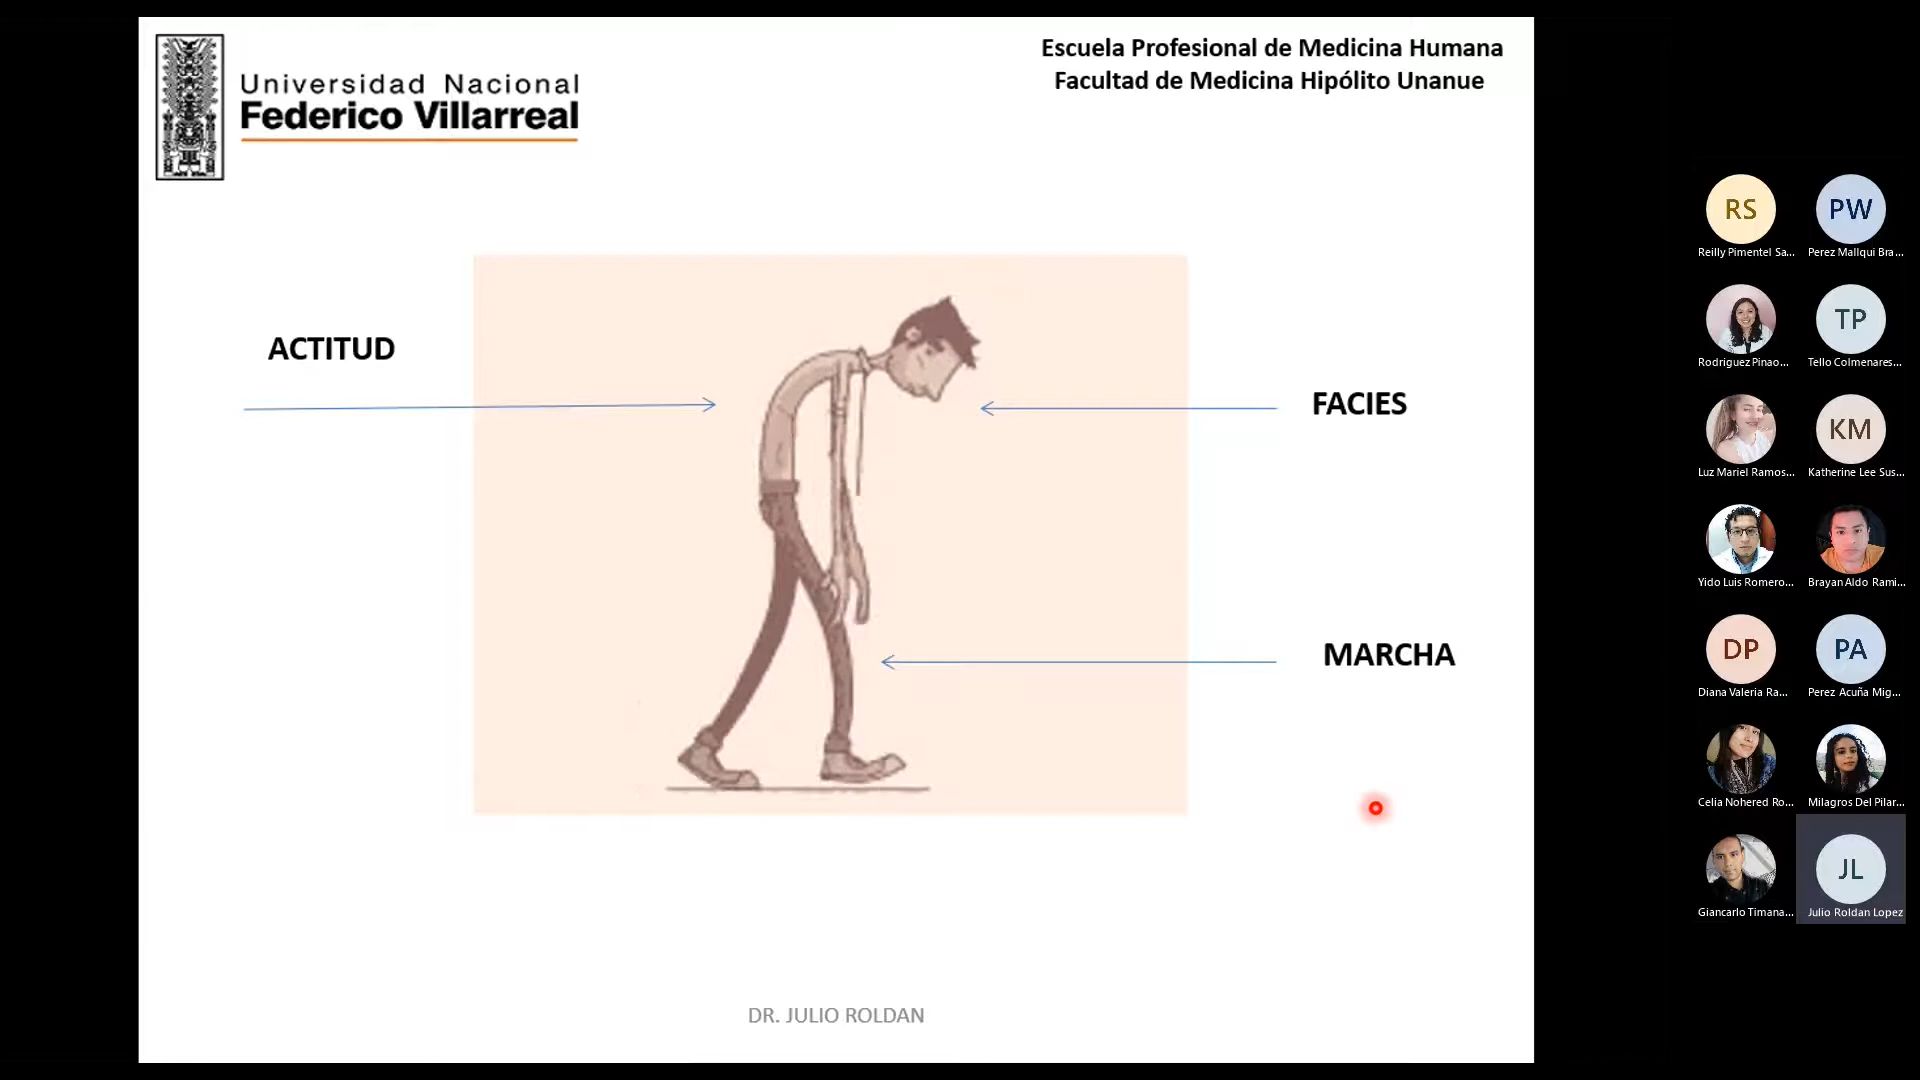 Universidad Nacional
Federico Villarreal
Escuela Profesional de Medicina Humana
Facultad de Medicina Hipólito Unanue
ACTITUD
FACIES
MARCHA
DR. JULIO ROLDAN
RS
PW
Reilly Pimentel Sa...
Perez Mallqui Bra...
TP
Rodriguez Pinao...
Tello Colmenares...
KM
Luz Mariel Ramos...
Katherine Lee Sus...
Yido Luis Romero...
Brayan Aldo Rami...
DP
PA
Diana Valeria Ra...
Perez Acuña Mig...
Celia Nohered Ro...
Milagros Del Pilar...
JL
Giancarlo Timana...
Julio Roldan Lopez